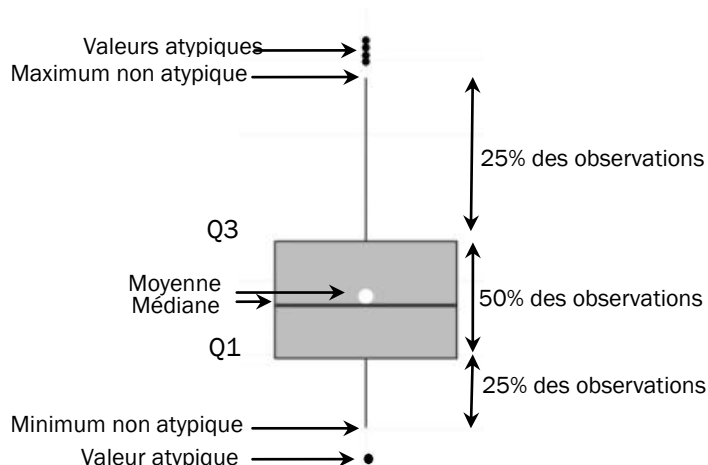 Valeurs atypiques
Maximum non atypique
25% des observations
Q3
Moyenne
Médiane
50% des observations
Q1
25% des observations
Minimum non atypique
Valeur atypique